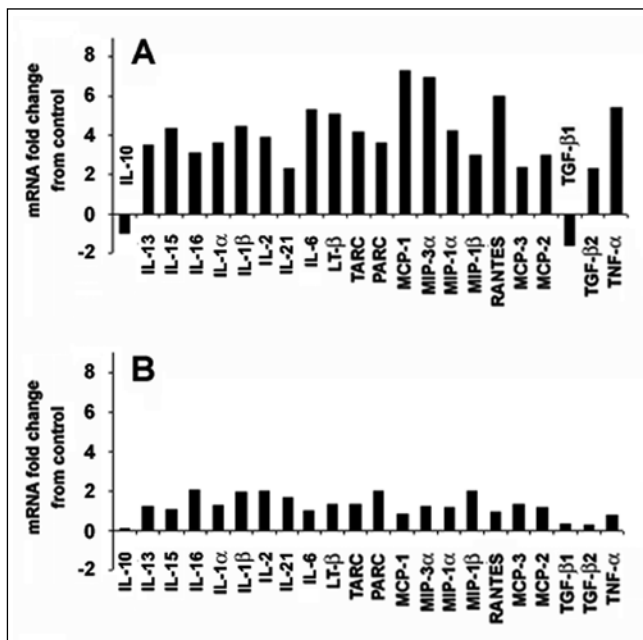 A
mRNA fold change
from control
8
6
4
2
0
-2
IL-10
IL-13
IL-15
IL-16
IL-1α
IL-1β
IL-2
IL-21
IL-6
LT-β
TARC
PARC
MCP-1
MIP-3α
MIP-1α
MIP-1β
RANTES
MCP-3
MCP-2
TGF-β1
TGF-β2
TNF-α
B
mRNA fold change
from control
8
6
4
2
0
-2
IL-10
IL-13
IL-15
IL-16
IL-1α
IL-1β
IL-2
IL-21
IL-6
LT-β
TARC
PARC
MCP-1
MIP-3α
MIP-1α
MIP-1β
RANTES
MCP-3
MCP-2
TGF-β1
TGF-β2
TNF-α